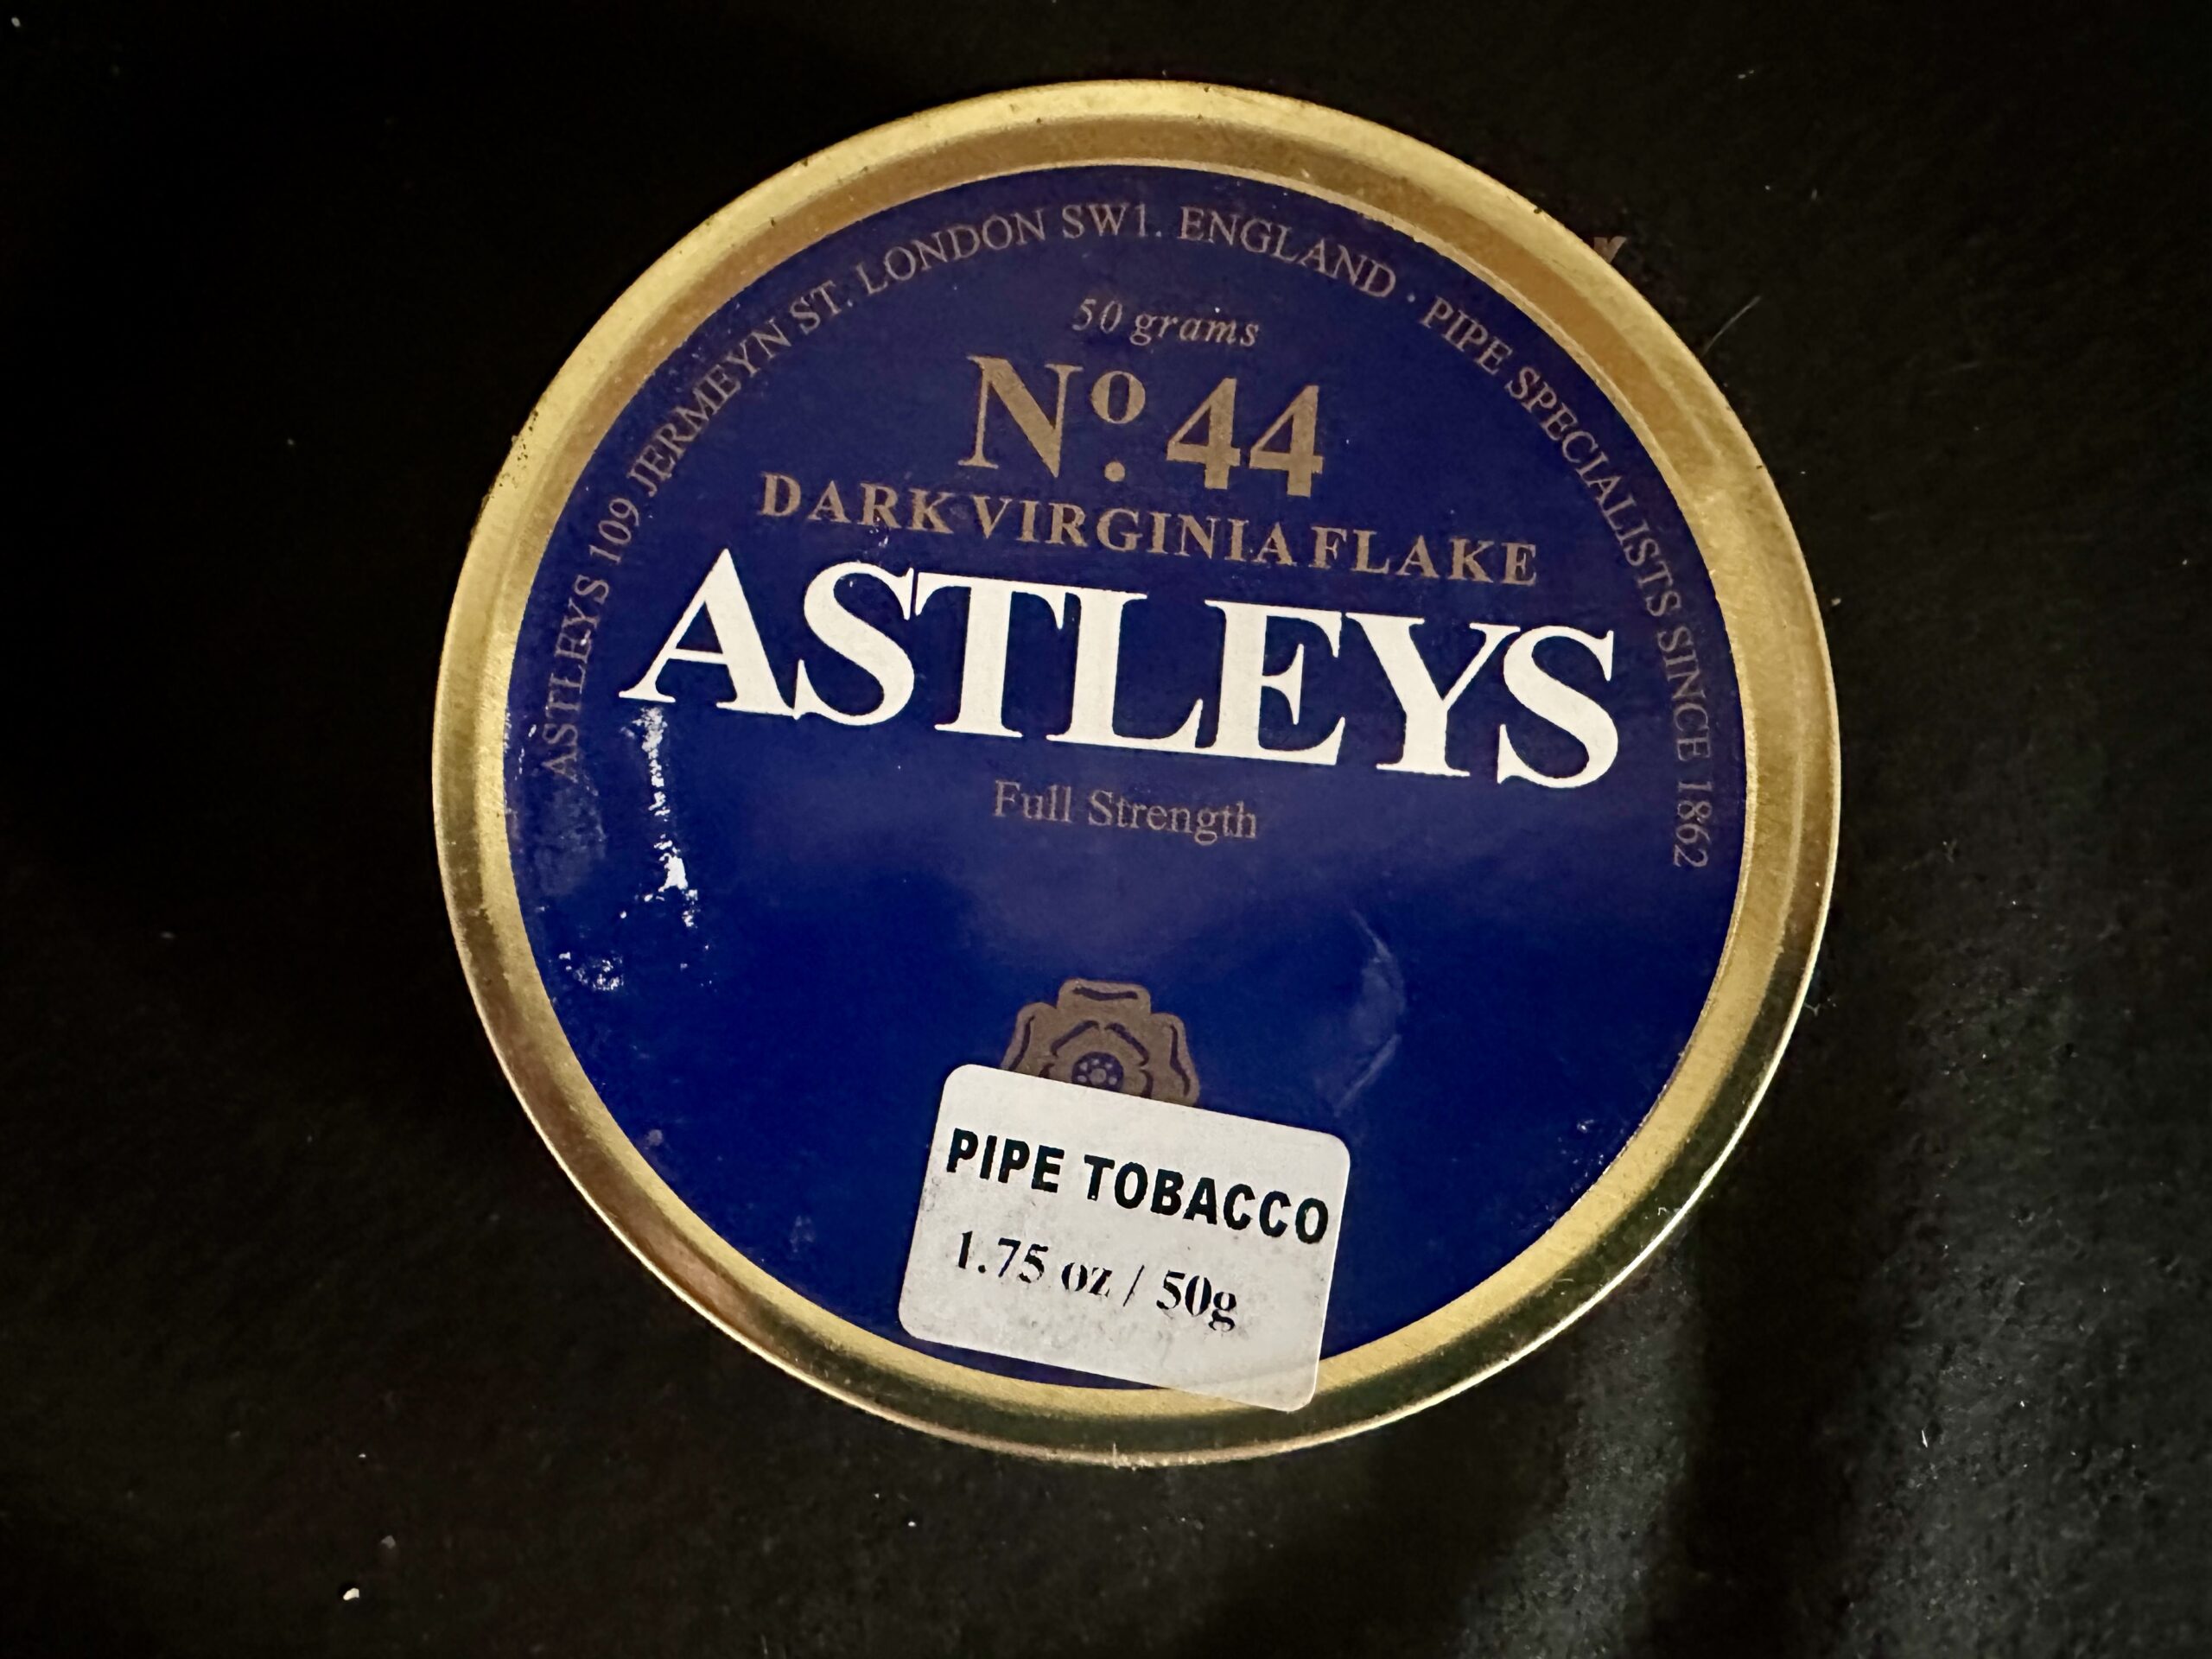 ASTLEYS 109 JERMEYN ST. LONDON SW1. ENGLAND · PIPE SPECIALISTS SINCE 1862
50 grams
Nº. 44
DARK VIRGINIA FLAKE
ASTLEYS
Full Strength
PIPE TOBACCO
1.75 oz / 50g